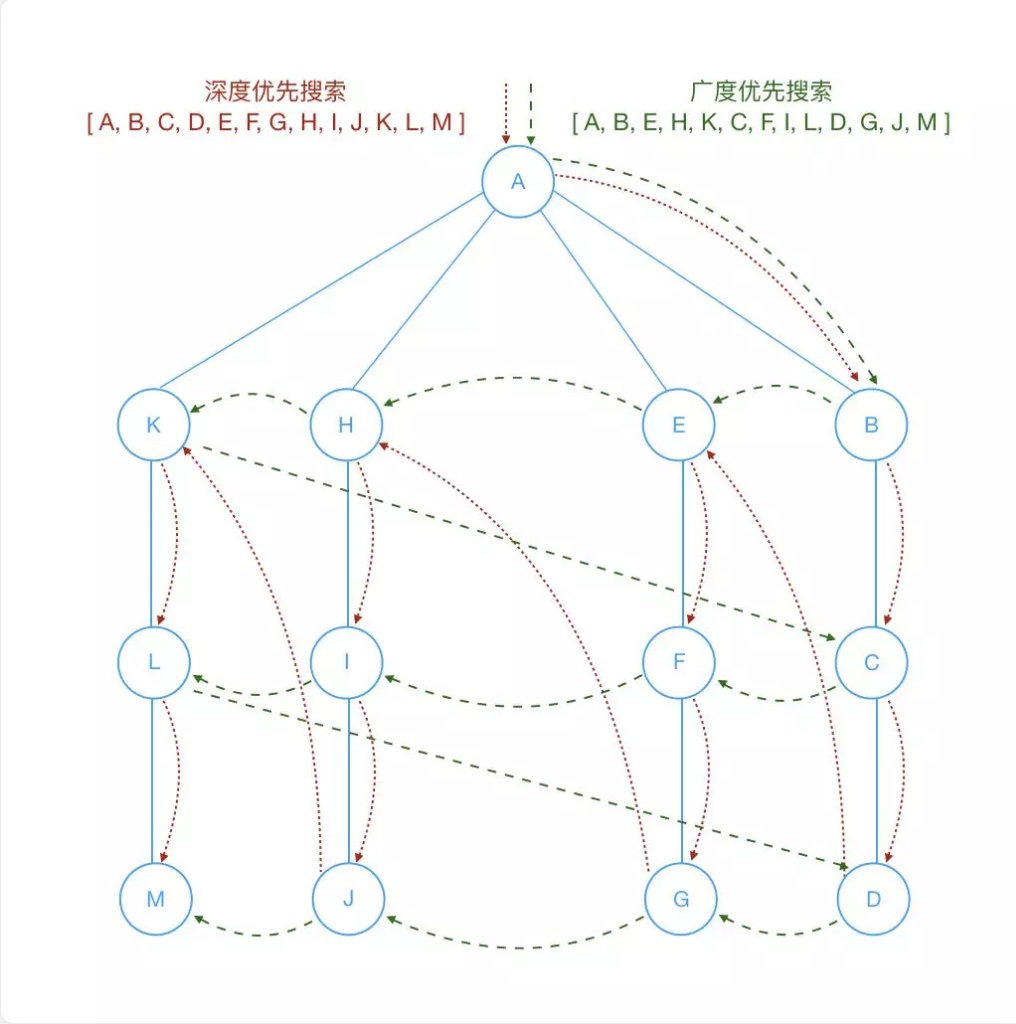 深度优先搜索
[ A, B, C, D, E, F, G, H, I, J, K, L, M ]
广度优先搜索
[ A, B, E, H, K, C, F, I, L, D, G, J, M ]
A
K
H
E
B
L
I
F
C
M
J
G
D